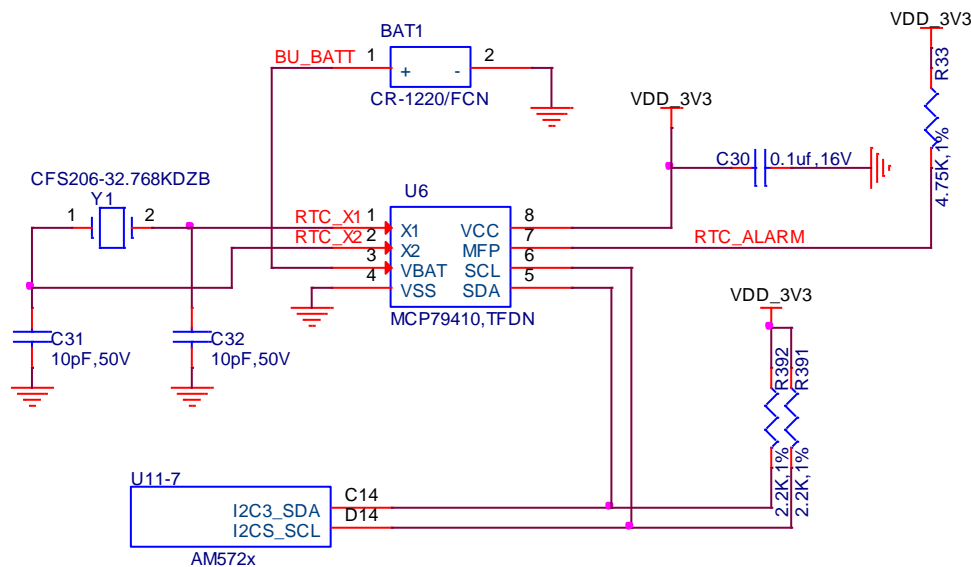 VDD_3V3
BAT1
BU_BATT
1
2
+
-
CR-1220/FCN
R33
4.75K,1%
VDD_3V3
C30
0.1uf,16V
CFS206-32.768KDZB
Y1
1
2
U6
RTC_X1
1
X1
VCC
8
RTC_X2
2
X2
MFP
7
RTC_ALARM
3
VBAT
SCL
6
4
VSS
SDA
5
MCP79410,TFDN
C31
10pF,50V
C32
10pF,50V
VDD_3V3
R392
R391
2.2K,1%
2.2K,1%
U11-7
I2C3_SDA
C14
I2CS_SCL
D14
AM572x